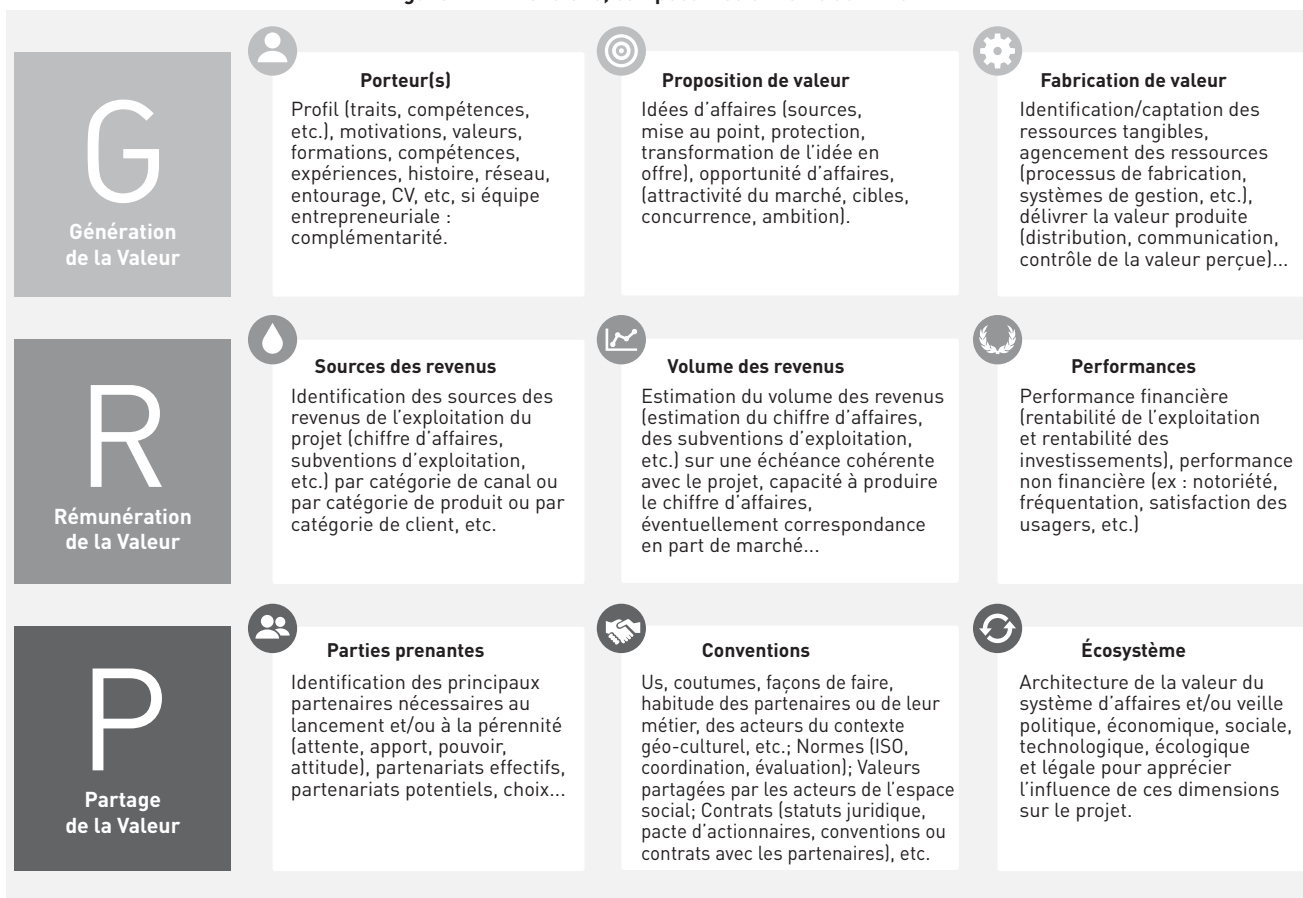 G
Génération
de la Valeur
Porteur(s)
Profil (traits, compétences,
etc.), motivations, valeurs,
formations, compétences,
expériences, histoire, réseau,
entourage, CV, etc, si équipe
entrepreneuriale :
complémentarité.
Proposition de valeur
Idées d'affaires (sources,
mise au point, protection,
transformation de l'idée en
offre), opportunité d'affaires,
(attractivité du marché, cibles,
concurrence, ambition).
Fabrication de valeur
Identification/captation des
ressources tangibles,
agencement des ressources
(processus de fabrication,
systèmes de gestion, etc.),
délivrer la valeur produite
(distribution, communication,
contrôle de la valeur perçue)...
R
Rémunération
de la Valeur
Sources des revenus
Identification des sources des
revenus de l'exploitation du
projet (chiffre d'affaires,
subventions d'exploitation,
etc.) par catégorie de canal ou
par catégorie de produit ou par
catégorie de client, etc.
Volume des revenus
Estimation du volume des revenus
(estimation du chiffre d'affaires,
des subventions d'exploitation,
etc.) sur une échéance cohérente
avec le projet, capacité à produire
le chiffre d'affaires,
éventuellement correspondance
en part de marché...
Performances
Performance financière
(rentabilité de l'exploitation
et rentabilité des
investissements), performance
non financière (ex : notoriété,
fréquentation, satisfaction des
usagers, etc.)
P
Partage
de la Valeur
Parties prenantes
Identification des principaux
partenaires nécessaires au
lancement et/ou à la pérennité
(attente, apport, pouvoir,
attitude), partenariats effectifs,
partenariats potentiels, choix...
Conventions
Us, coutumes, façons de faire,
habitude des partenaires ou de leur
métier, des acteurs du contexte
géo-culturel, etc.; Normes (ISO,
coordination, évaluation); Valeurs
partagées par les acteurs de l'espace
social; Contrats (statuts juridique,
pacte d'actionnaires, conventions ou
contrats avec les partenaires), etc.
Écosystème
Architecture de la valeur du
système d'affaires et/ou veille
politique, économique, sociale,
technologique, écologique
et légale pour apprécier
l'influence de ces dimensions
sur le projet.